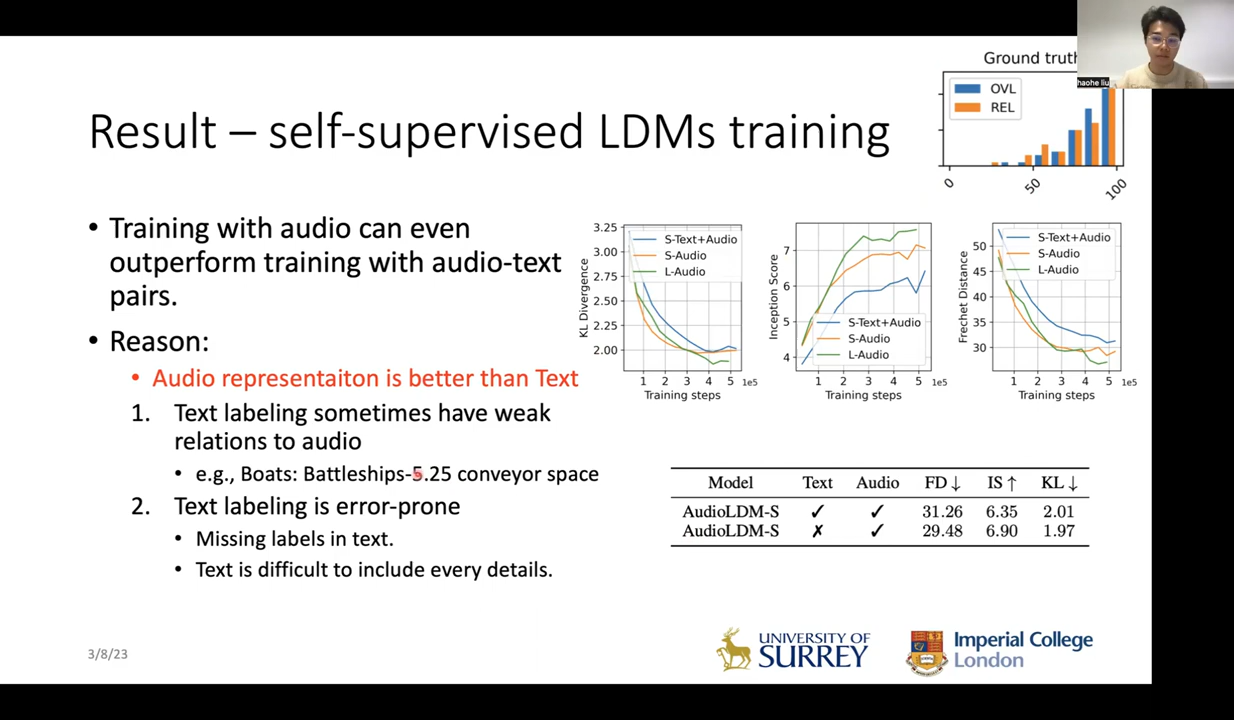 Ground truth
haohe liu
OVL
REL
0
50
100
Result – self-supervised LDMs training
• Training with audio can even
outperform training with audio-text
pairs.
• Reason:
• Audio representaiton is better than Text
1. Text labeling sometimes have weak
relations to audio
• e.g., Boats: Battleships-5.25 conveyor space
2. Text labeling is error-prone
• Missing labels in text.
• Text is difficult to include every details.
KL Divergence
3.25
3.00
2.75
2.50
2.25
2.00
S-Text+Audio
S-Audio
L-Audio
1 2 3 4 5 1e5
Training steps
Inception Score
7
6
5
4
S-Text+Audio
S-Audio
L-Audio
1 2 3 4 5 1e5
Training steps
Frechet Distance
50
45
40
35
30
S-Text+Audio
S-Audio
L-Audio
1 2 3 4 5 1e5
Training steps
Model Text Audio FD ↓ IS ↑ KL ↓
AudioLDM-S ✓ ✓ 31.26 6.35 2.01
AudioLDM-S ✗ ✓ 29.48 6.90 1.97
3/8/23
UNIVERSITY OF
SURREY
Imperial College
London